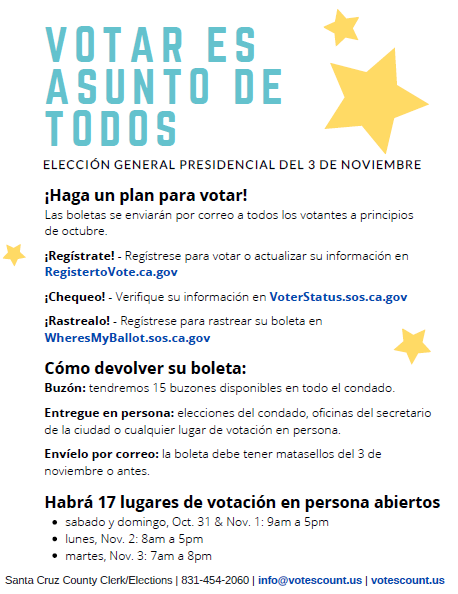 VOTAR ES
ASUNTO DE
TODOS
ELECCIÓN GENERAL PRESIDENCIAL DEL 3 DE NOVIEMBRE
¡Haga un plan para votar!
Las boletas se enviarán por correo a todos los votantes a principios
de octubre.
¡Regístrate! - Regístrese para votar o actualizar su información en
RegistertoVote.ca.gov
¡Chequeo! - Verifique su información en VoterStatus.sos.ca.gov
¡Rastrealo! - Regístrese para rastrear su boleta en
WheresMyBallot.sos.ca.gov
Cómo devolver su boleta:
Buzón: tendremos 15 buzones disponibles en todo el condado.
Entregue en persona: elecciones del condado, oficinas del secretario
de la ciudad o cualquier lugar de votación en persona.
Envíelo por correo: la boleta debe tener matasellos del 3 de
noviembre o antes.
Habrá 17 lugares de votación en persona abiertos
• sabado y domingo, Oct. 31 & Nov. 1: 9am a 5pm
• lunes, Nov. 2: 8am a 5pm
• martes, Nov. 3: 7am a 8pm
Santa Cruz County Clerk/Elections | 831-454-2060 | info@votescount.us | votescount.us